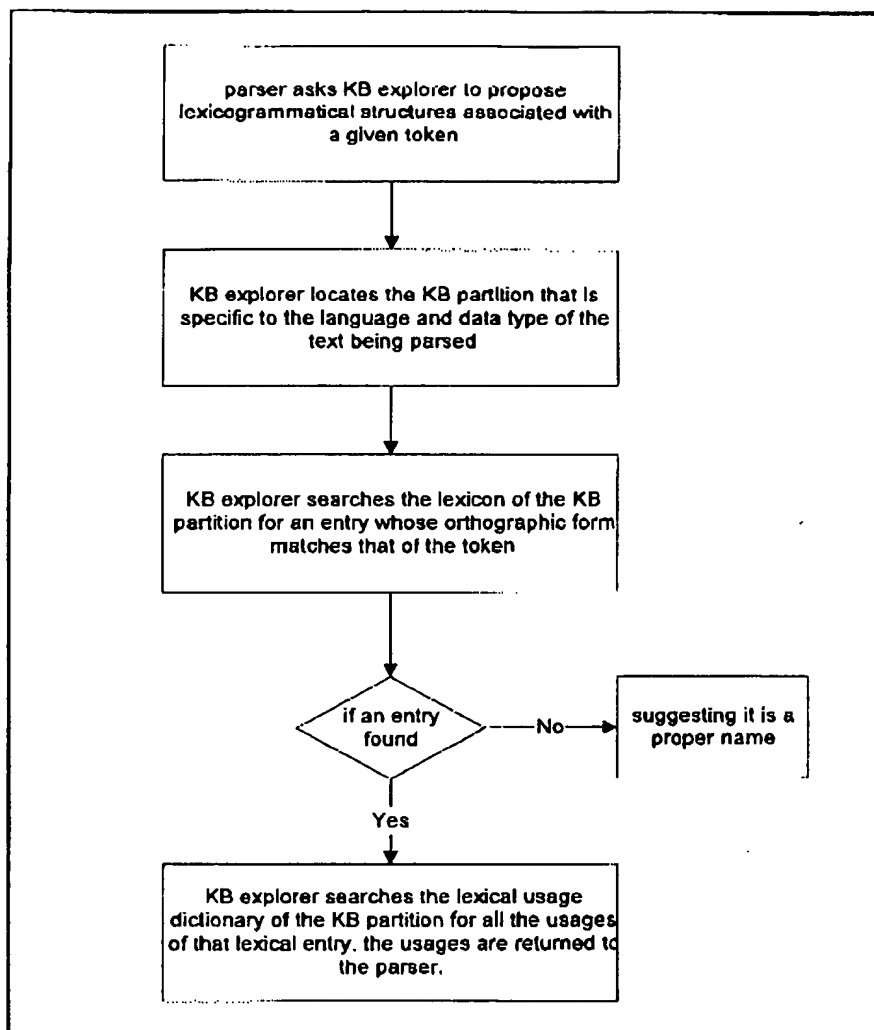 parser asks KB explorer to propose
lexicogrammatical structures associated with
a given token
KB explorer locates the KB partition that is
specific to the language and data type of the
text being parsed
KB explorer searches the lexicon of the KB
partition for an entry whose orthographic form
matches that of the token
if an entry
found
No
suggesting it is a
proper name
Yes
KB explorer searches the lexical usage
dictionary of the KB partition for all the usages
of that lexical entry. the usages are returned to
the parser.